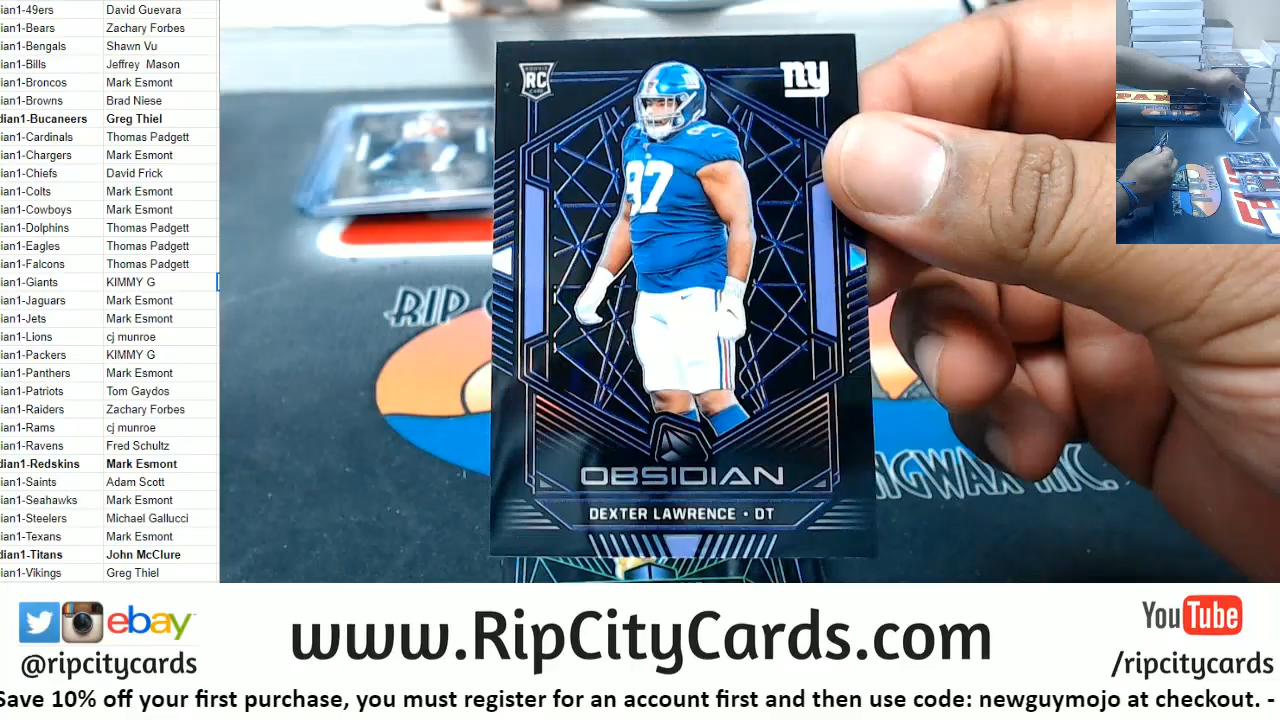 ian1-49ers David Guevara
ian1-Bears Zachary Forbes
ian1-Bengals Shawn Vu
ian1-Bills Jeffrey Mason
ian1-Broncos Mark Esmont
ian1-Browns Brad Niese
dian1-Bucaneers Greg Thiel
ian1-Cardinals Thomas Padgett
ian1-Chargers Mark Esmont
ian1-Chiefs David Frick
ian1-Colts Mark Esmont
ian1-Cowboys Mark Esmont
ian1-Dolphins Thomas Padgett
ian1-Eagles Thomas Padgett
ian1-Falcons Thomas Padgett
ian1-Giants KIMMY G
ian1-Jaguars Mark Esmont
ian1-Jets Mark Esmont
ian1-Lions cj munroe
ian1-Packers KIMMY G
ian1-Panthers Mark Esmont
ian1-Patriots Tom Gaydos
ian1-Raiders Zachary Forbes
ian1-Rams cj munroe
ian1-Ravens Fred Schultz
dian1-Redskins Mark Esmont
ian1-Saints Adam Scott
ian1-Seahawks Mark Esmont
ian1-Steelers Michael Gallucci
ian1-Texans Mark Esmont
dian1-Titans John McClure
ian1-Vikings Greg Thiel
RC
ny
97
OBSIDIAN
DEXTER LAWRENCE • DT
RIP
NGWAX INC.
ebay
@ripcitycards
www.RipCityCards.com
YouTube
/ripcitycards
Save 10% off your first purchase, you must register for an account first and then use code: newguymojo at checkout. -